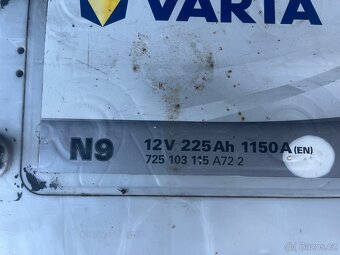 VARTA
N9
12V 225Ah 1150A(EN)
725 103 115 A72 2